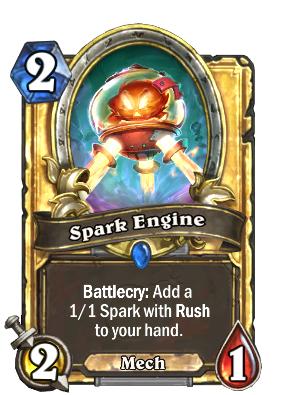 2
Spark Engine
Battlecry: Add a
1/1 Spark with Rush
to your hand.
2
Mech
1